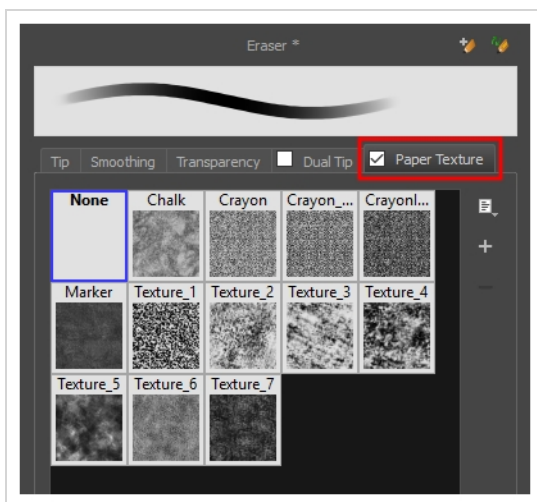 Eraser *
Tip Smoothing Transparency Dual Tip Paper Texture
None Chalk Crayon Crayon_... Crayonl...
Marker Texture_1 Texture_2 Texture_3 Texture_4
Texture_5 Texture_6 Texture_7